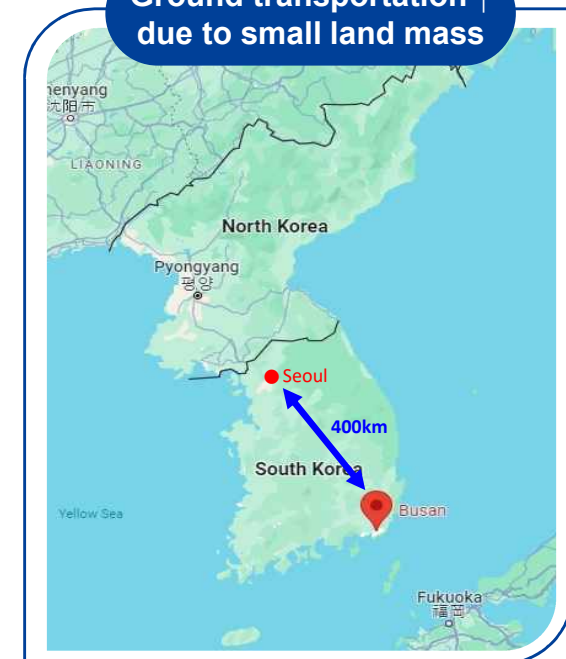 Ground transportation |
due to small land mass
henyang
沈阳市
LIAONING
North Korea
Pyongyang
평양
Seoul
400km
South Korea
Yellow Sea
Busan
Fukuoka
福岡